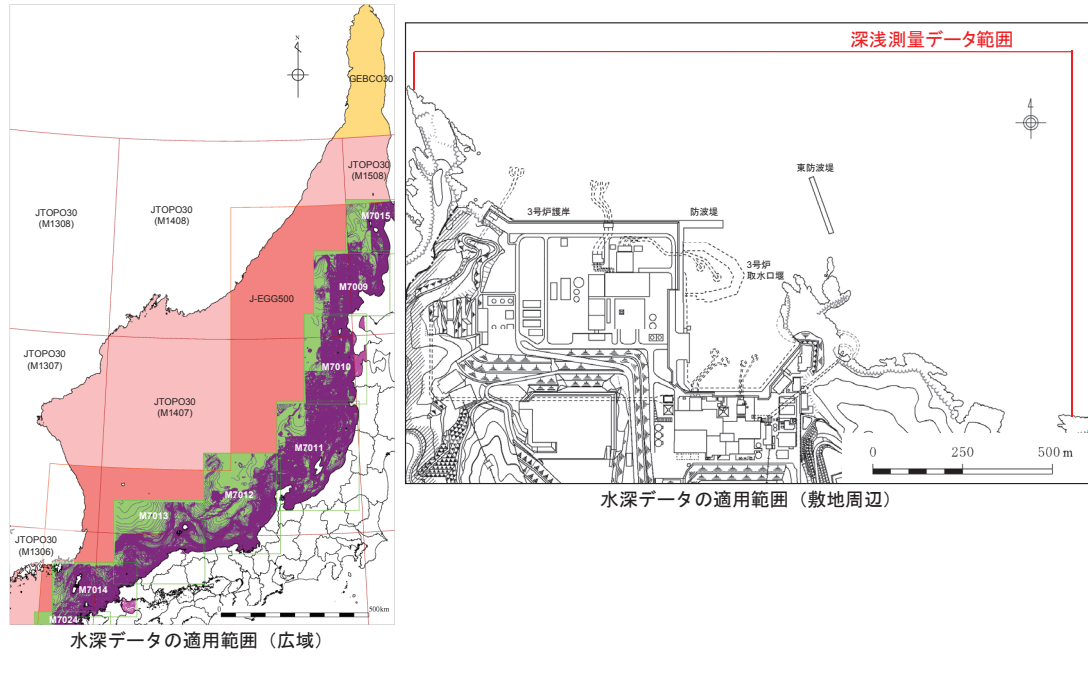 N
GEBCO30
JTOPO30
(M1508)
JTOPO30
(M1308)
JTOPO30
(M1408)
M7015
M7009
J-EGG500
JTOPO30
(M1307)
M7010
JTOPO30
(M1407)
M7011
M7012
M7013
JTOPO30
(M1306)
M7014
M7024
0
500km
水深データの適用範囲（広域）
深浅測量データ範囲
東防波堤
3号炉護岸
防波堤
3号炉
取水口堰
0 250 500 m
水深データの適用範囲（敷地周辺）